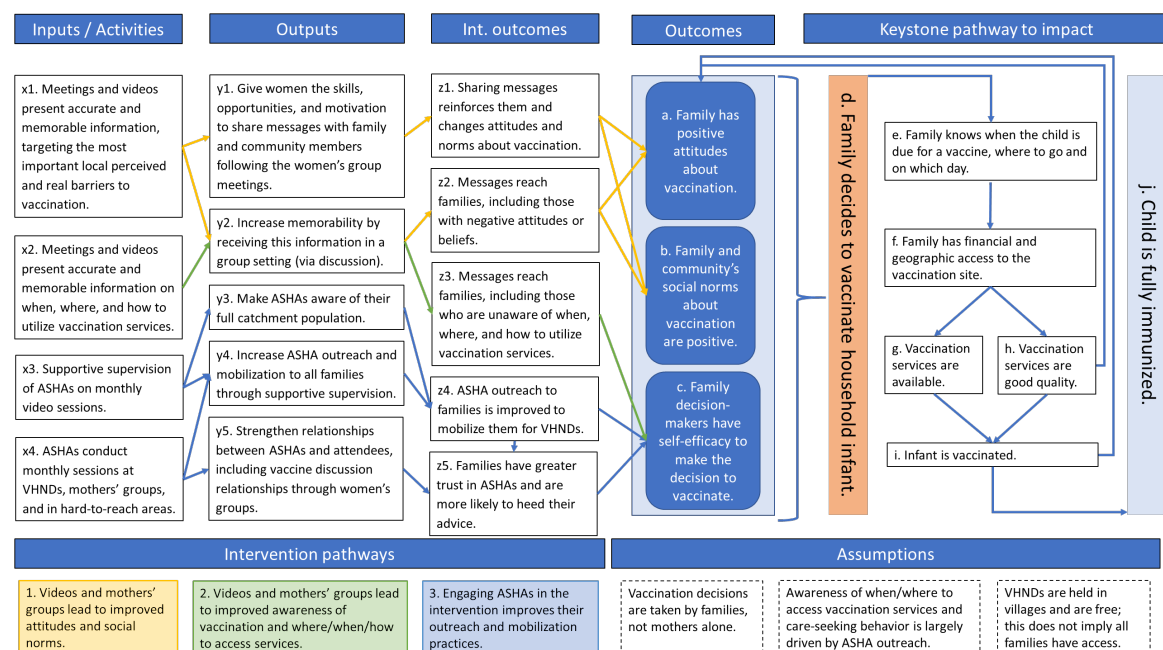 Inputs / Activities
Outputs
Int. outcomes
Outcomes
Keystone pathway to impact
x1. Meetings and videos
present accurate and
memorable information,
targeting the most
important local perceived
and real barriers to
vaccination.
x2. Meetings and videos
present accurate and
memorable information on
when, where, and how to
utilize vaccination services.
x3. Supportive supervision
of ASHAs on monthly
video sessions.
x4. ASHAs conduct
monthly sessions at
VHNDs, mothers' groups,
and in hard-to-reach areas.
y1. Give women the skills,
opportunities, and motivation
to share messages with family
and community members
following the women's group
meetings.
y2. Increase memorability by
receiving this information in a
group setting (via discussion).
y3. Make ASHAs aware of their
full catchment population.
y4. Increase ASHA outreach and
mobilization to all families
through supportive supervision.
y5. Strengthen relationships
between ASHAs and attendees,
including vaccine discussion
relationships through women's
groups.
z1. Sharing messages
reinforces them and
changes attitudes and
norms about vaccination.
z2. Messages reach
families, including those
with negative attitudes or
beliefs.
z3. Messages reach
families, including those
who are unaware of when,
where, and how to utilize
vaccination services.
z4. ASHA outreach to
families is improved to
mobilize them for VHNDs.
z5. Families have greater
trust in ASHAs and are
more likely to heed their
advice.
a. Family has
positive
attitudes
about
vaccination.
b. Family and
community's
social norms
about
vaccination
are positive.
c. Family
decision-
makers have
self-efficacy to
make the
decision to
vaccinate.
d. Family decides to vaccinate household infant.
e. Family knows when the child is
due for a vaccine, where to go and
on which day.
f. Family has financial and
geographic access to the
vaccination site.
g. Vaccination
services are
available.
h. Vaccination
services are
good quality.
i. Infant is vaccinated.
j. Child is fully immunized.
Intervention pathways
Assumptions
1. Videos and mothers'
groups lead to improved
attitudes and social
norms.
2. Videos and mothers' groups lead
to improved awareness of
vaccination and where/when/how
to access services.
3. Engaging ASHAs in the
intervention improves their
outreach and mobilization
practices.
Vaccination decisions
are taken by families,
not mothers alone.
Awareness of when/where to
access vaccination services and
care-seeking behavior is largely
driven by ASHA outreach.
VHNDs are held in
villages and are free;
this does not imply all
families have access.